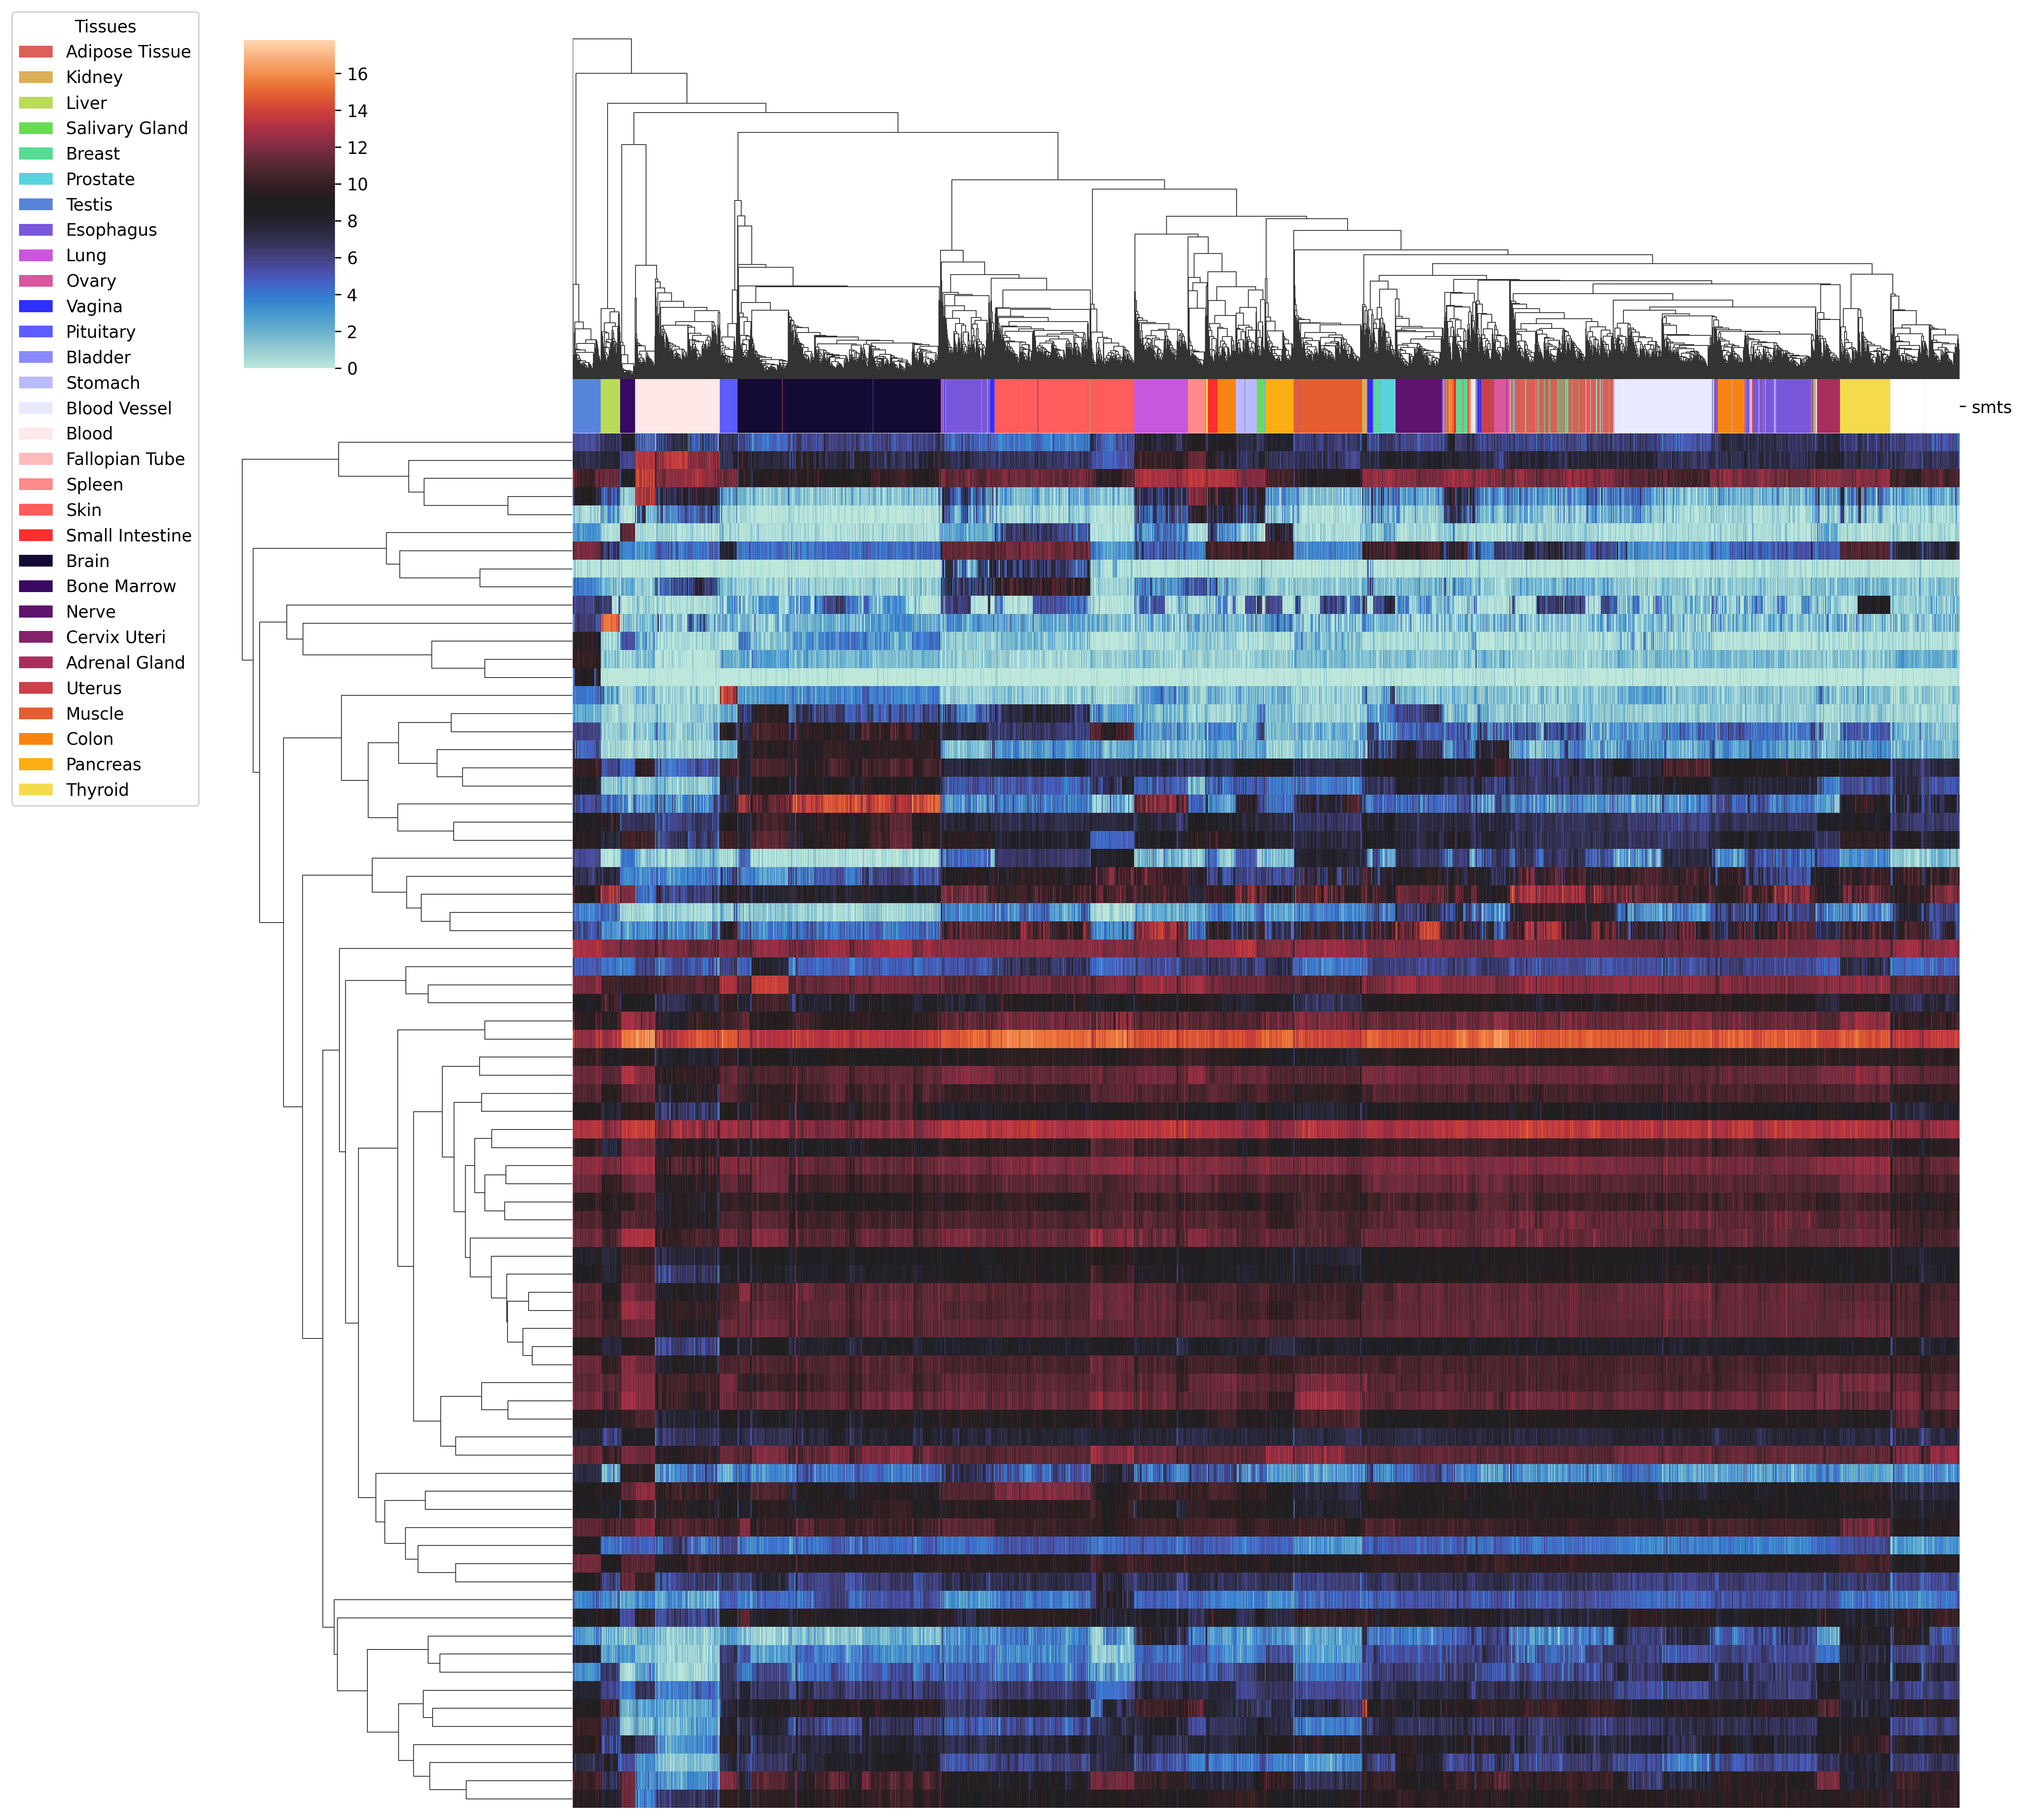 Tissues
Adipose Tissue
Kidney
Liver
Salivary Gland
Breast
Prostate
Testis
Esophagus
Lung
Ovary
Vagina
Pituitary
Bladder
Stomach
Blood Vessel
Blood
Fallopian Tube
Spleen
Skin
Small Intestine
Brain
Bone Marrow
Nerve
Cervix Uteri
Adrenal Gland
Uterus
Muscle
Colon
Pancreas
Thyroid
16
14
12
10
8
6
4
2
0
smts